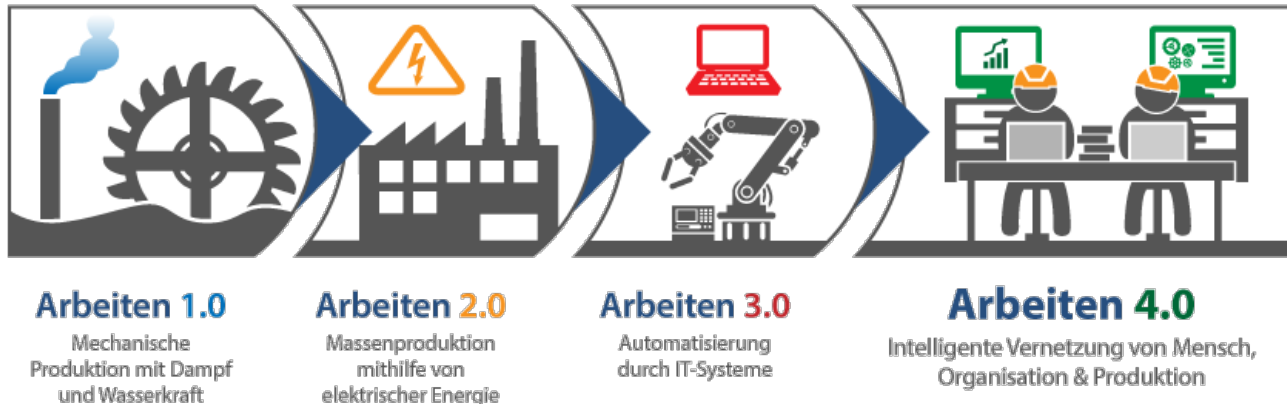 Arbeiten 1.0
Mechanische
Produktion mit Dampf
und Wasserkraft
Arbeiten 2.0
Massenproduktion
mithilfe von
elektrischer Energie
Arbeiten 3.0
Automatisierung
durch IT-Systeme
Arbeiten 4.0
Intelligente Vernetzung von Mensch,
Organisation & Produktion